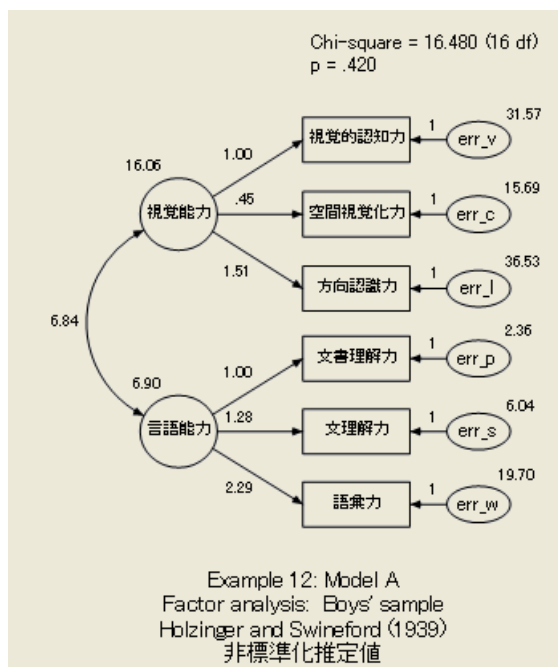 Chi-square = 16.480 (16 df)
p = .420
31.57
視覚的認知力
1
err_v
16.06
1.00
15.69
視覚能力
.45
空間視覚化力
1
err_c
36.53
1.51
方向認識力
1
err_l
6.84
2.36
文書理解力
1
err_p
6.90
1.00
6.04
言語能力
1.28
文理解力
1
err_s
19.70
2.29
語彙力
1
err_w
Example 12: Model A
Factor analysis: Boys' sample
Holzinger and Swineford (1939)
非標準化推定値